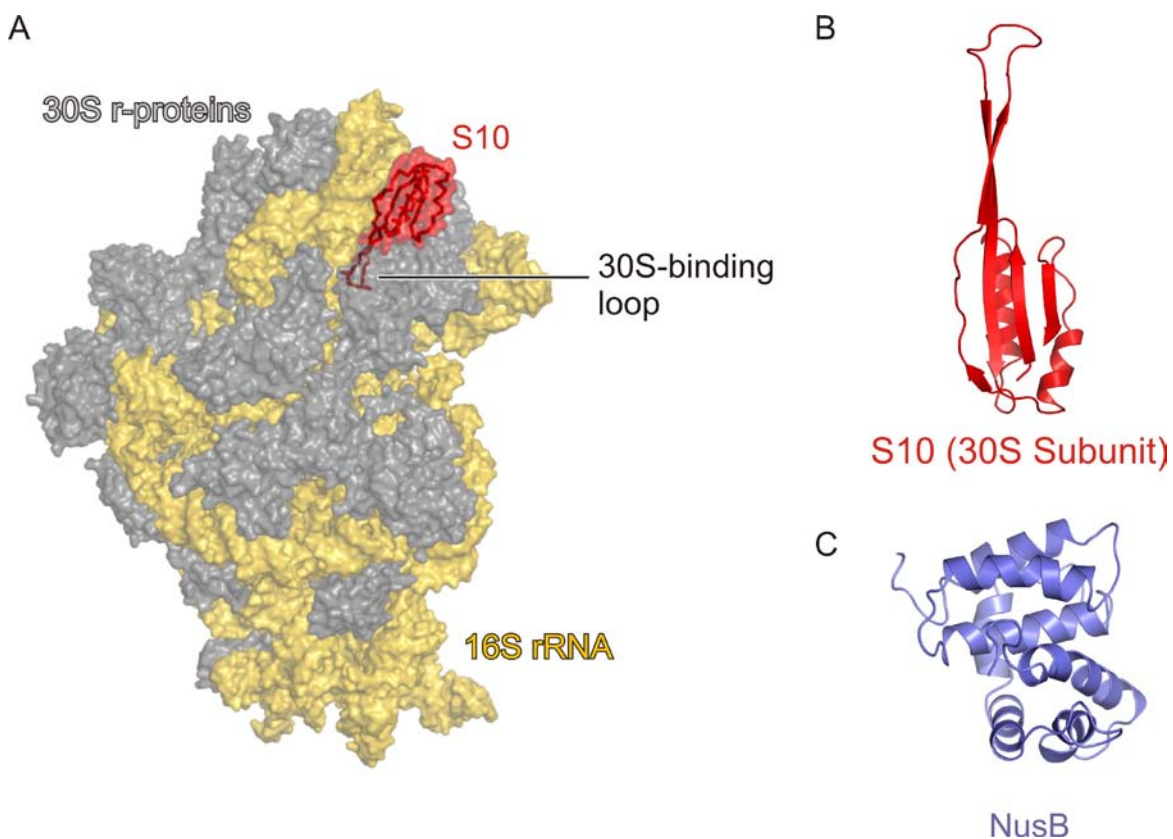 A
30S r-proteins
S10
30S-binding
loop
16S rRNA
B
S10 (30S Subunit)
C
NusB